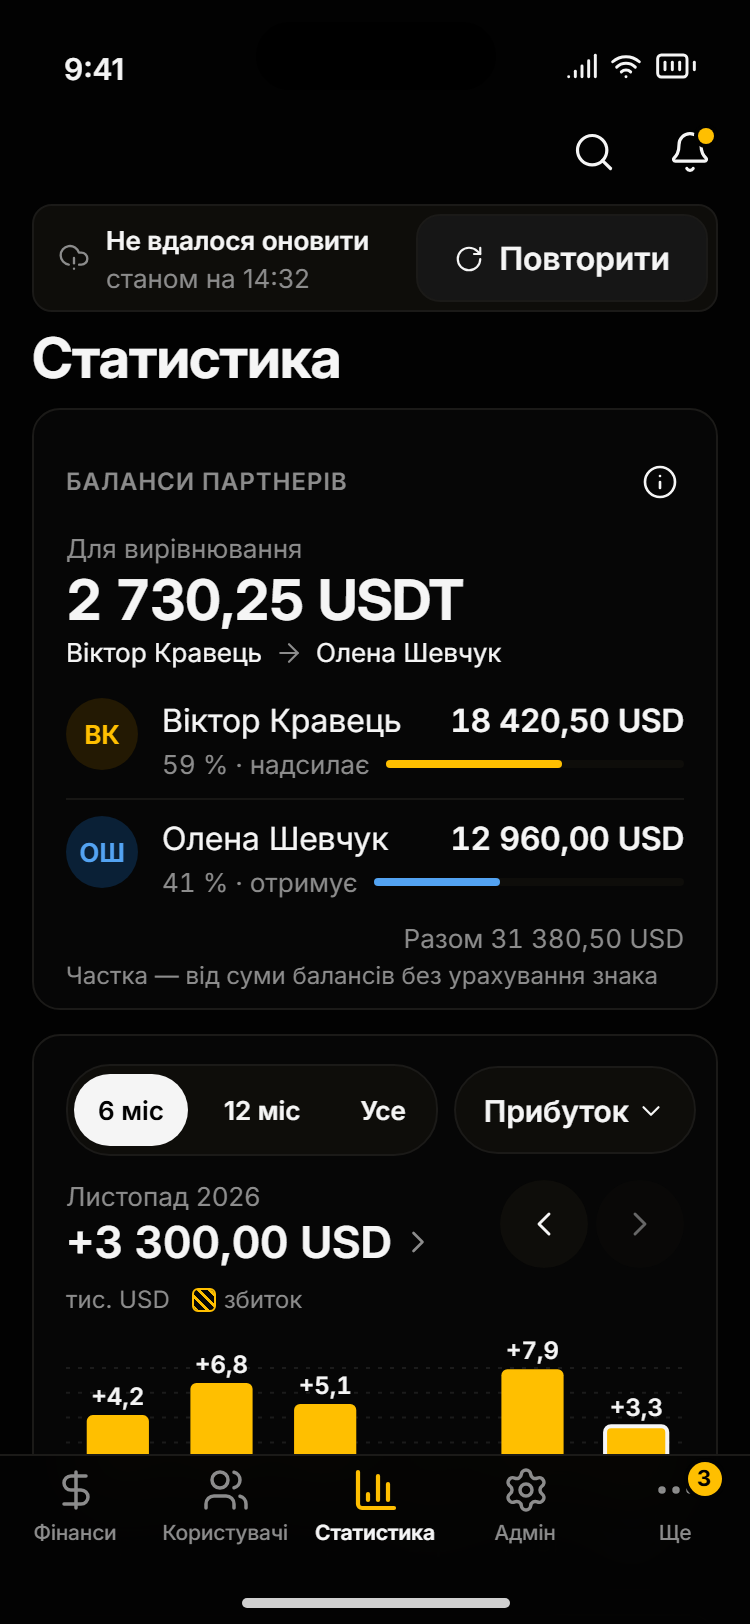 9:41
Не вдалося оновити
станом на 14:32
Повторити
Статистика
БАЛАНСИ ПАРТНЕРІВ
Для вирівнювання
2 730,25 USDT
Віктор Кравець → Олена Шевчук
ВК
Віктор Кравець 18 420,50 USD
59 % · надсилає
ОШ
Олена Шевчук 12 960,00 USD
41 % · отримує
Разом 31 380,50 USD
Частка — від суми балансів без урахування знака
6 міс 12 міс Усе Прибуток
Листопад 2026
+3 300,00 USD
тис. USD збиток
+4,2 +6,8 +5,1 +7,9 +3,3
3
Фінанси Користувачі Статистика Адмін Ще